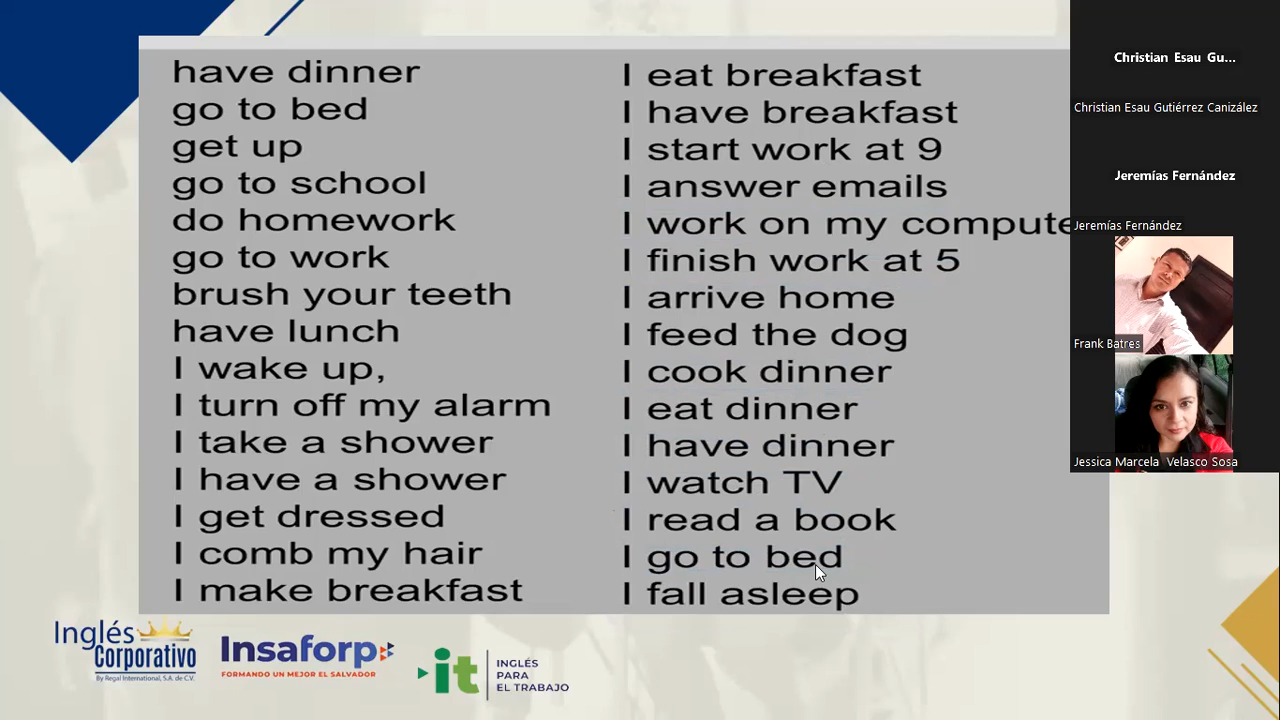 have dinner
go to bed
get up
go to school
do homework
go to work
brush your teeth
have lunch
I wake up,
I turn off my alarm
I take a shower
I have a shower
I get dressed
I comb my hair
I make breakfast
I eat breakfast
I have breakfast
I start work at 9
I answer emails
I work on my compute
I finish work at 5
I arrive home
I feed the dog
I cook dinner
I eat dinner
I have dinner
I watch TV
I read a book
I go to bed
I fall asleep
Christian Esau Gu...
Christian Esau Gutiérrez Canizález
Jeremías Fernández
Jeremías Fernández
Frank Batres
Jessica Marcela Velasco Sosa
Inglés
Corporativo
By Regal International, S.A. de C.V.
Insaforp
FORMANDO UN MEJOR EL SALVADOR
it
INGLÉS
PARA
EL TRABAJO